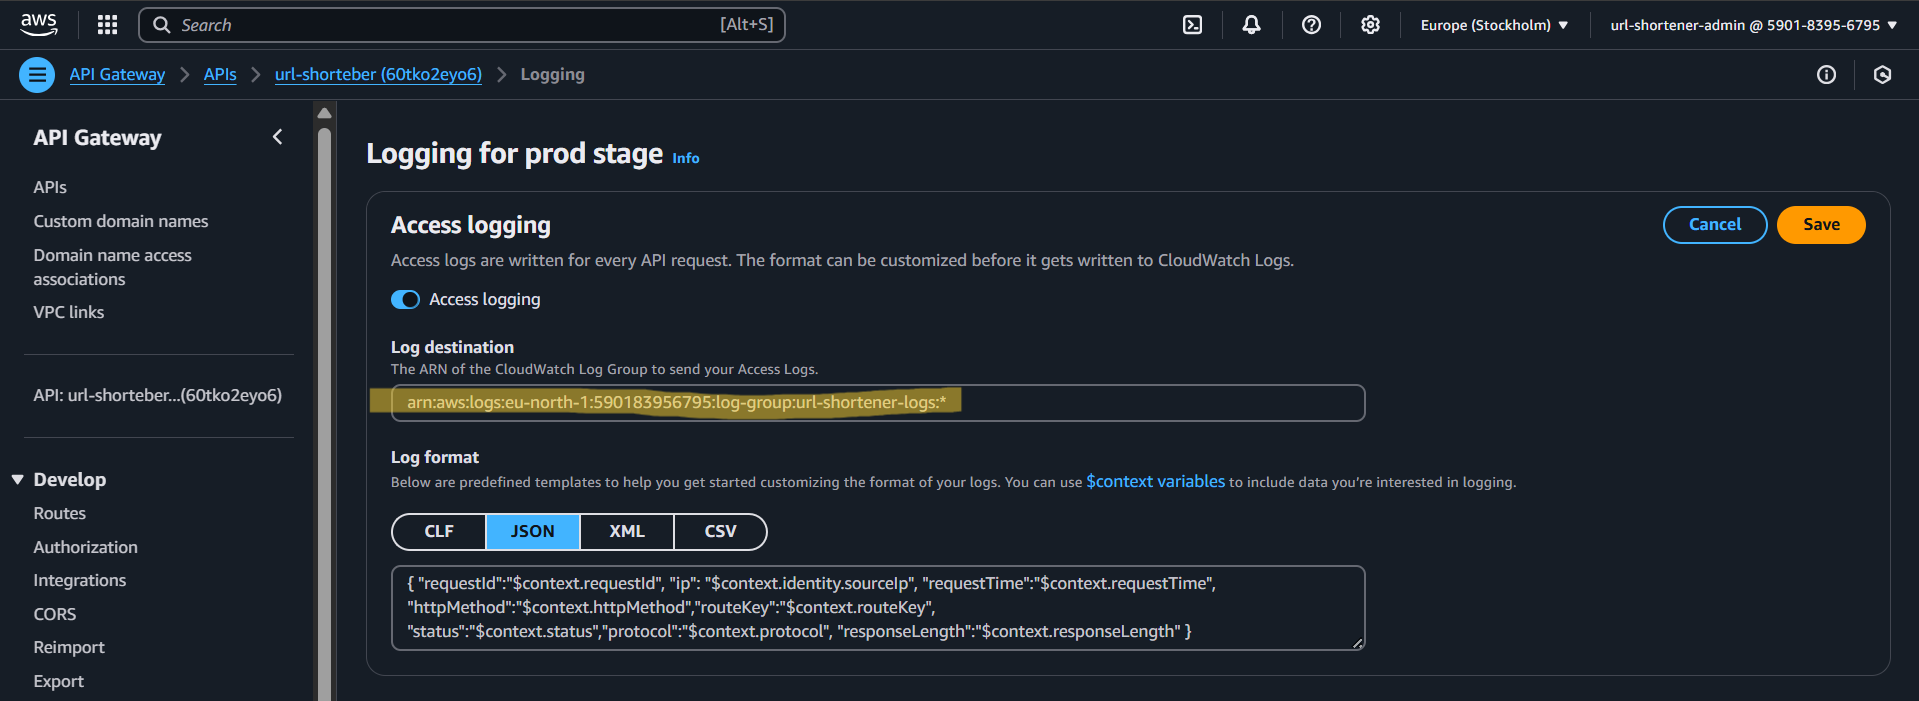 aws
Search [Alt+S]
Europe (Stockholm)
url-shortener-admin @ 5901-8395-6795
API Gateway
APIs
url-shorteber (60tko2eyo6)
Logging
API Gateway
APIs
Custom domain names
Domain name access
associations
VPC links
API: url-shorteber...(60tko2eyo6)
Develop
Routes
Authorization
Integrations
CORS
Reimport
Export
Logging for prod stage Info
Access logging
Cancel
Save
Access logs are written for every API request. The format can be customized before it gets written to CloudWatch Logs.
Access logging
Log destination
The ARN of the CloudWatch Log Group to send your Access Logs.
arn:aws:logs:eu-north-1:590183956795:log-group:url-shortener-logs:*
Log format
Below are predefined templates to help you get started customizing the format of your logs. You can use $context variables to include data you're interested in logging.
CLF JSON XML CSV
{ "requestId":"$context.requestId", "ip": "$context.identity.sourceIp", "requestTime":"$context.requestTime",
"httpMethod":"$context.httpMethod","routeKey":"$context.routeKey",
"status":"$context.status","protocol":"$context.protocol", "responseLength":"$context.responseLength" }